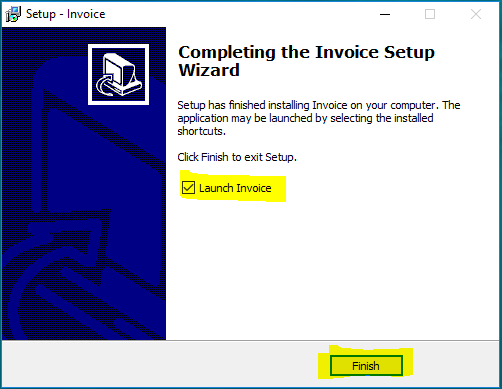 Setup - Invoice
Completing the Invoice Setup
Wizard
Setup has finished installing Invoice on your computer. The
application may be launched by selecting the installed
shortcuts.
Click Finish to exit Setup.
Launch Invoice
Finish